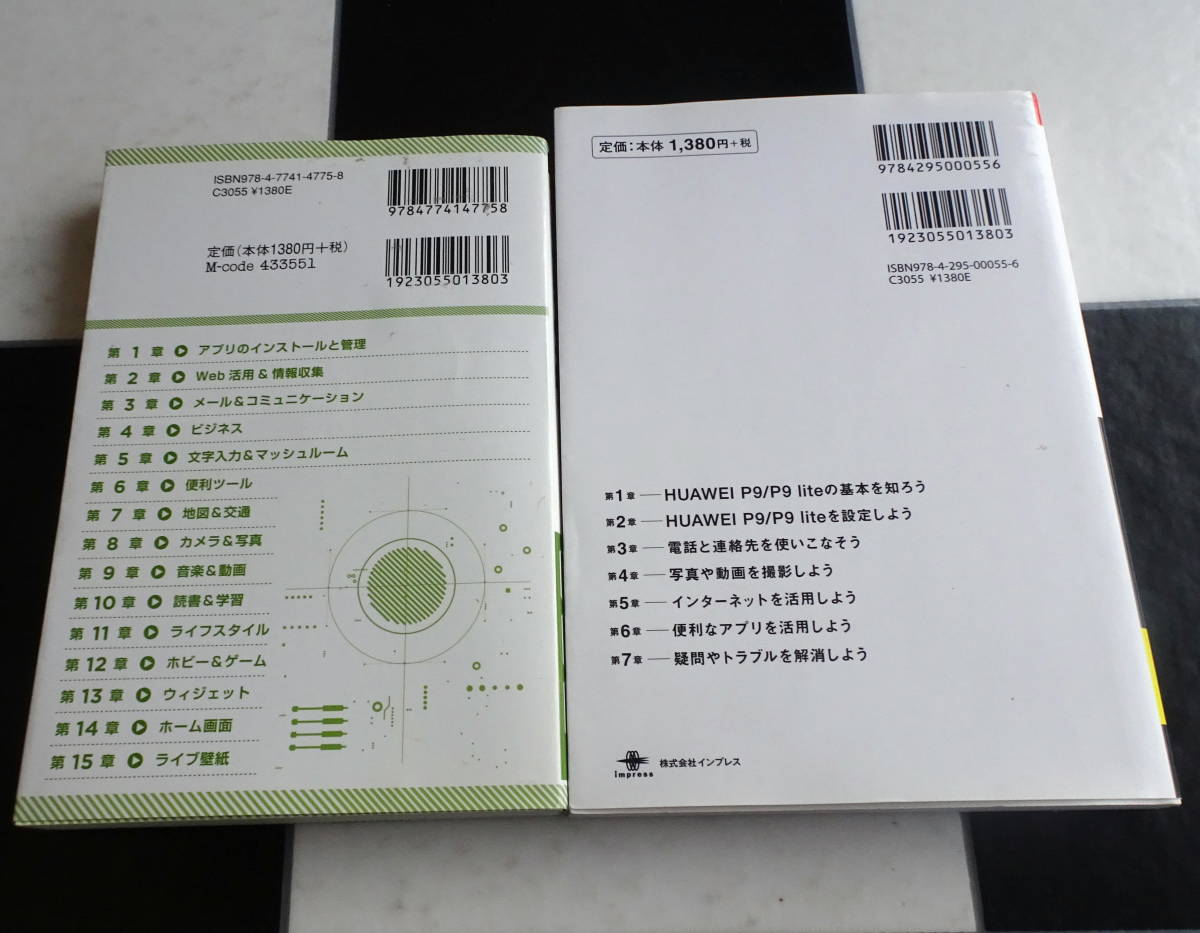 ISBN978-4-7741-4775-8
C3055 ¥1380E
9784774147758
定価(本体1380円+税)
M-code 433551
1923055013803
第1章 アプリのインストールと管理
第2章 Web活用&情報収集
第3章 メール&コミュニケーション
第4章 ビジネス
第5章 文字入力&マッシュルーム
第6章 便利ツール
第7章 地図&交通
第8章 カメラ&写真
第9章 音楽&動画
第10章 読書&学習
第11章 ライフスタイル
第12章 ホビー&ゲーム
第13章 ウィジェット
第14章 ホーム画面
第15章 ライブ壁紙
定価:本体1,380円+税
9784295000556
1923055013803
ISBN978-4-295-00055-6
C3055 ¥1380E
第1章 ― HUAWEI P9/P9 liteの基本を知ろう
第2章 ― HUAWEI P9/P9 liteを設定しよう
第3章 ― 電話と連絡先を使いこなそう
第4章 ― 写真や動画を撮影しよう
第5章 ― インターネットを活用しよう
第6章 ― 便利なアプリを活用しよう
第7章 ― 疑問やトラブルを解消しよう
impress 株式会社インプレス